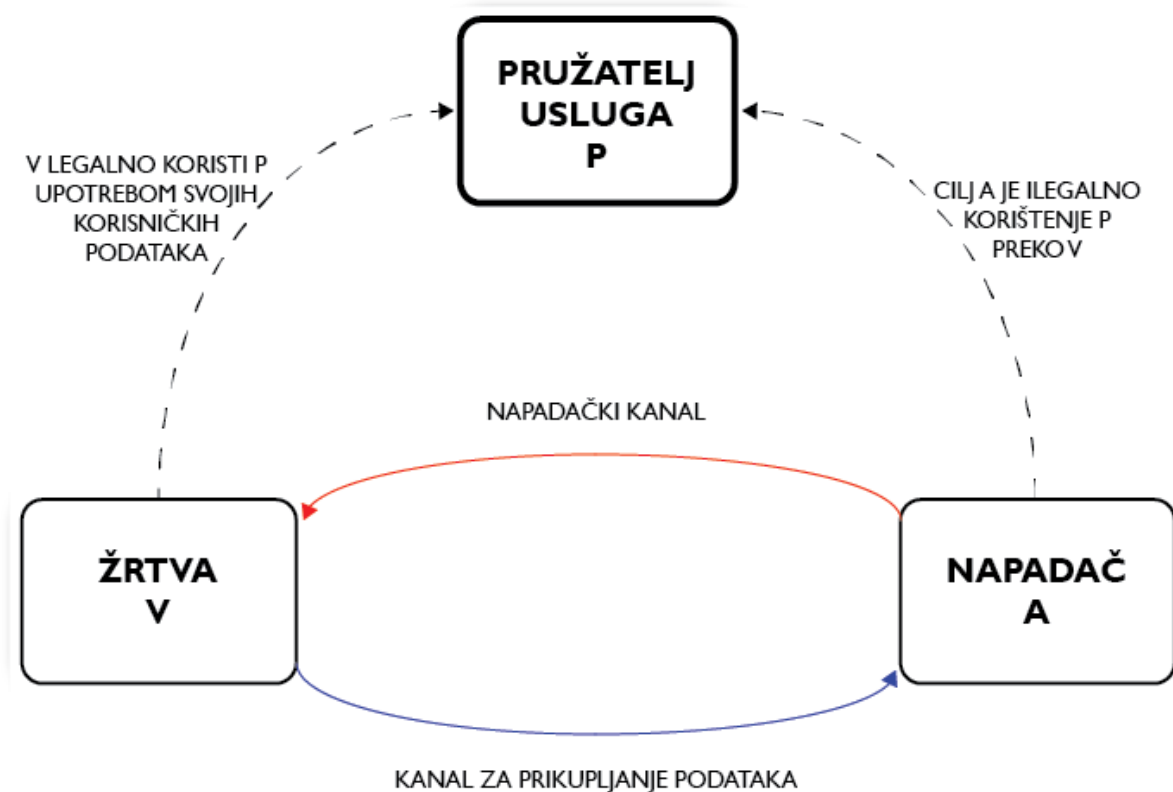 PRUŽATELJ
USLUGA
P
V LEGALNO KORISTI P
UPOTREBOM SVOJIH
KORISNIČKIH
PODATAKA
CILJ A JE ILEGALNO
KORIŠTENJE P
PREKO V
NAPADAČKI KANAL
ŽRTVA
V
NAPADAČ
A
KANAL ZA PRIKUPLJANJE PODATAKA